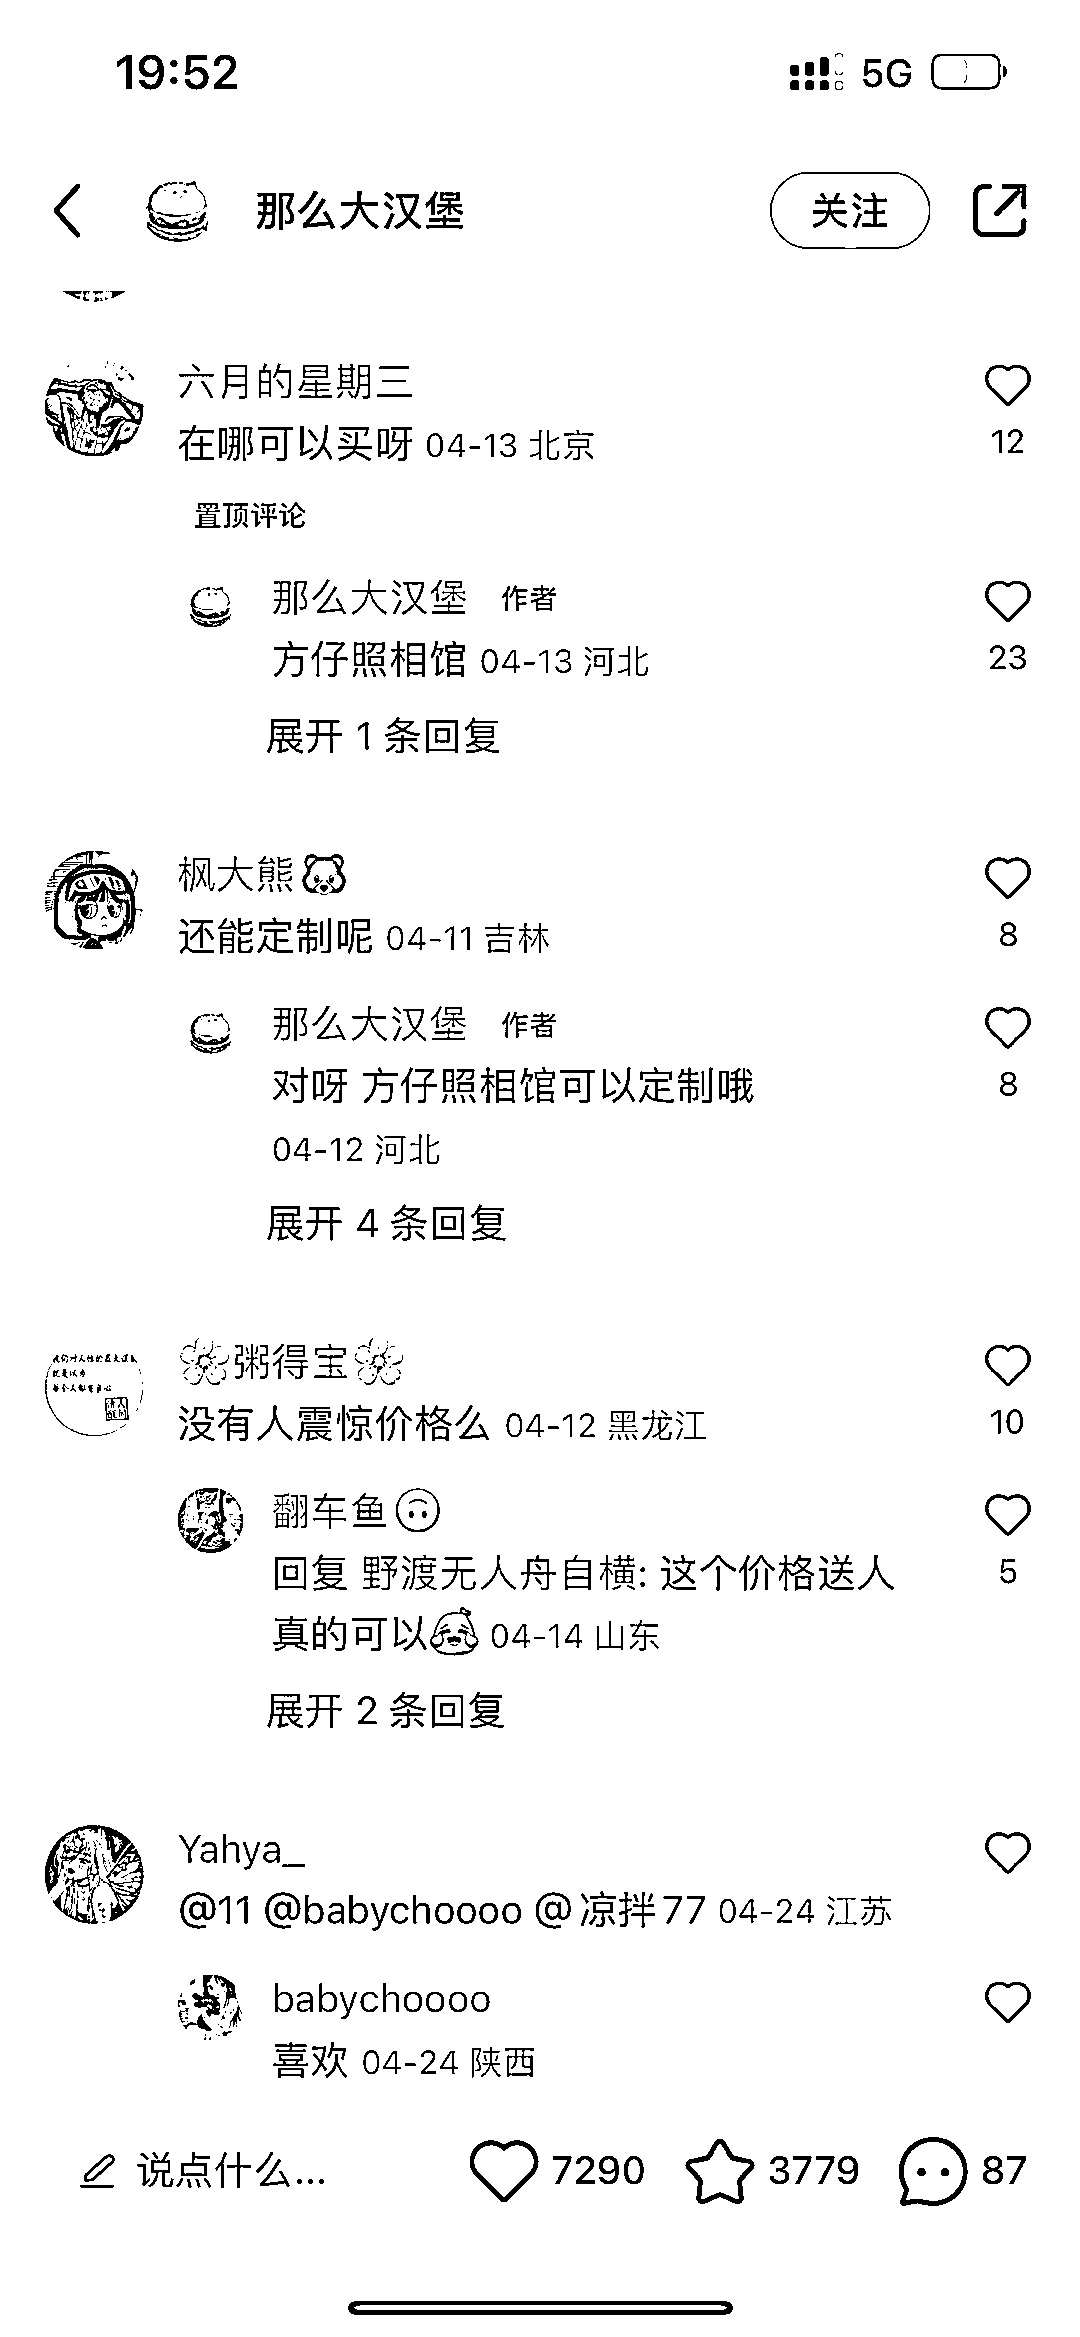 19:52 5G
那么大汉堡 关注
六月的星期三
在哪可以买呀 04-13 北京 12
置顶评论
那么大汉堡 作者
方仔照相馆 04-13 河北 23
展开 1 条回复
枫大熊
还能定制呢 04-11 吉林 8
那么大汉堡 作者
对呀 方仔照相馆可以定制哦 8
04-12 河北
展开 4 条回复
粥得宝
没有人震惊价格么 04-12 黑龙江 10
翻车鱼
回复 野渡无人舟自横: 这个价格送人 5
真的可以 04-14 山东
展开 2 条回复
Yahya_
@11 @babychoooo @凉拌77 04-24 江苏
babychoooo
喜欢 04-24 陕西
说点什么... 7290 3779 87